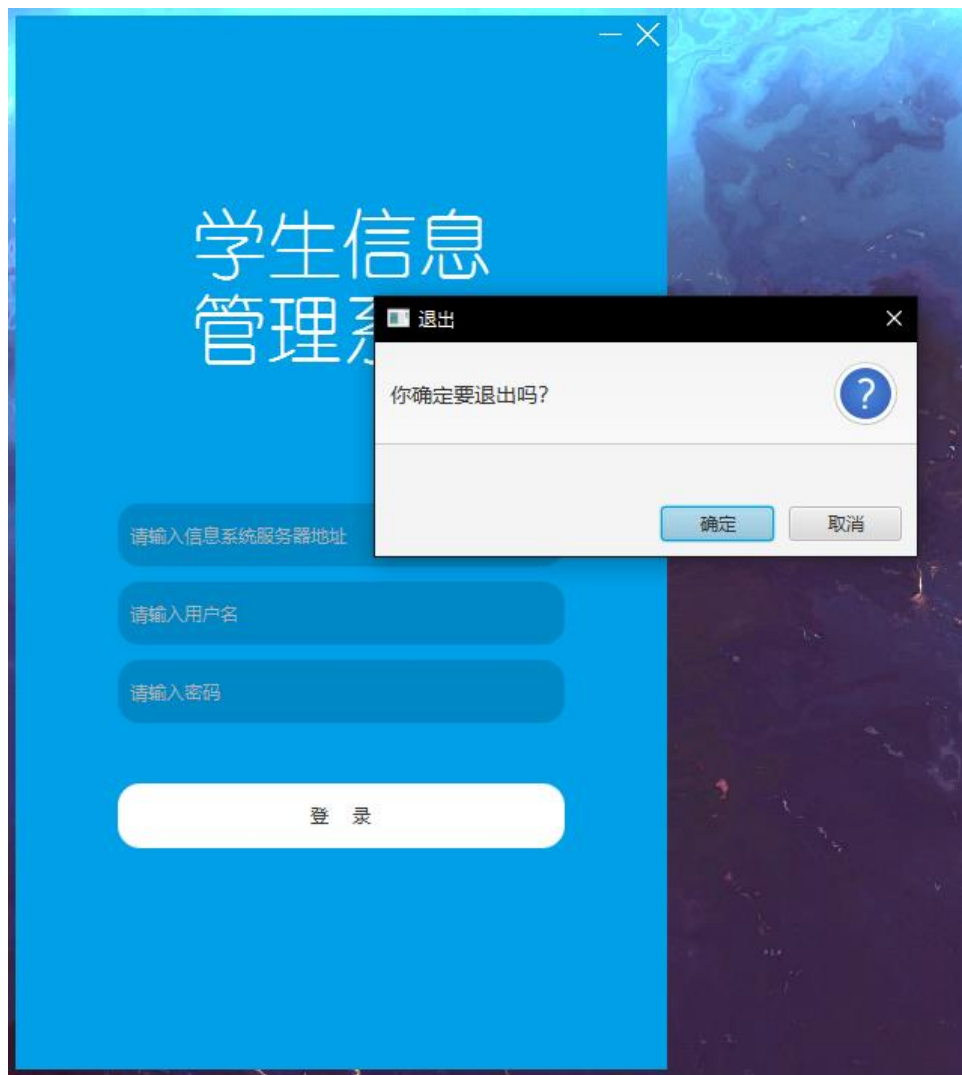 学生信息
管理系
退出
你确定要退出吗?
确定
取消
请输入信息系统服务器地址
请输入用户名
请输入密码
登 录